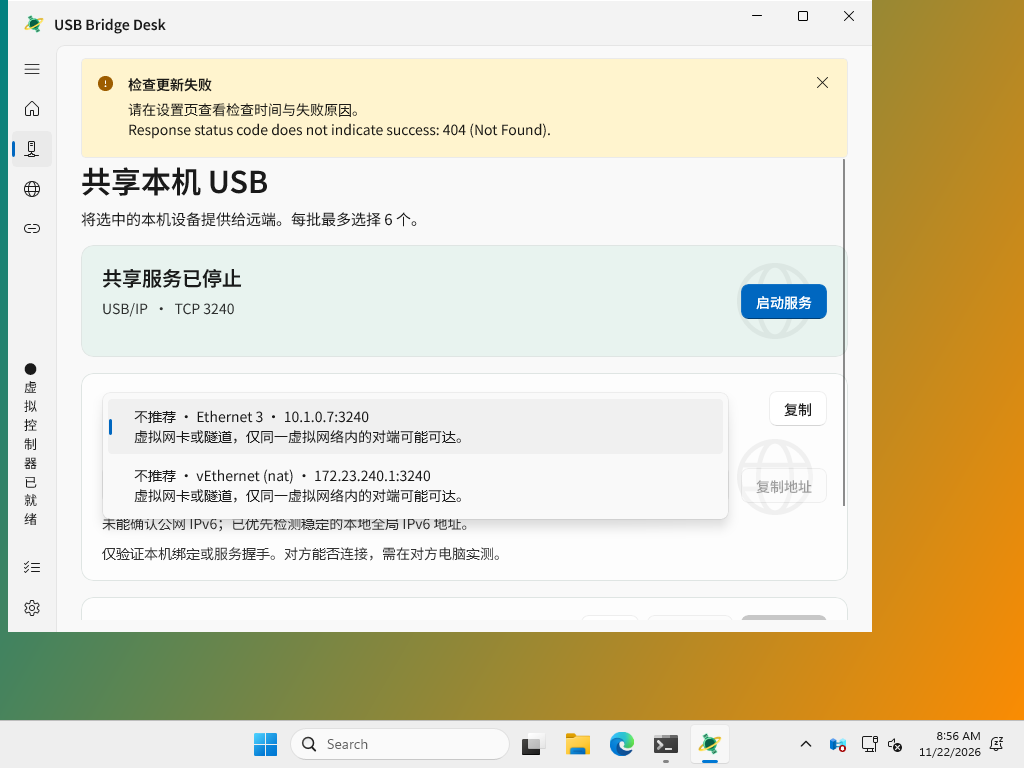 USB Bridge Desk
检查更新失败
请在设置页查看检查时间与失败原因。
Response status code does not indicate success: 404 (Not Found).
共享本机 USB
将选中的本机设备提供给远端。每批最多选择 6 个。
共享服务已停止
USB/IP • TCP 3240
启动服务
不推荐 • Ethernet 3 • 10.1.0.7:3240
虚拟网卡或隧道，仅同一虚拟网络内的对端可能可达。
复制
不推荐 • vEthernet (nat) • 172.23.240.1:3240
虚拟网卡或隧道，仅同一虚拟网络内的对端可能可达。
复制地址
未能确认公网 IPv6；已优先检测稳定的本地全局 IPv6 地址。
仅验证本机绑定或服务握手。对方能否连接，需在对方电脑实测。
虚拟控制器已就绪
Search
8:56 AM
11/22/2026